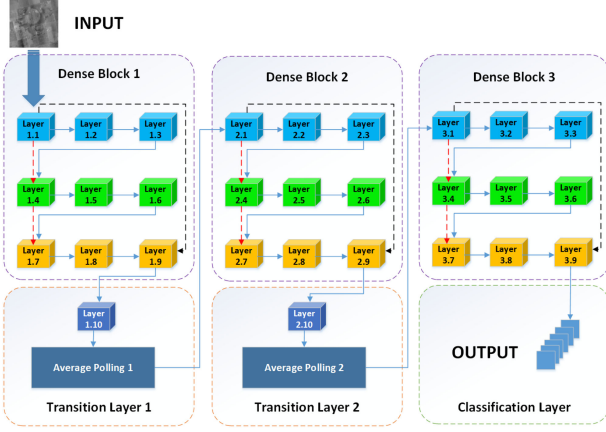 INPUT
Dense Block 1
Layer
1.1
Layer
1.2
Layer
1.3
Layer
1.4
Layer
1.5
Layer
1.6
Layer
1.7
Layer
1.8
Layer
1.9
Layer
1.10
Average Polling 1
Transition Layer 1
Dense Block 2
Layer
2.1
Layer
2.2
Layer
2.3
Layer
2.4
Layer
2.5
Layer
2.6
Layer
2.7
Layer
2.8
Layer
2.9
Layer
2.10
Average Polling 2
Transition Layer 2
Dense Block 3
Layer
3.1
Layer
3.2
Layer
3.3
Layer
3.4
Layer
3.5
Layer
3.6
Layer
3.7
Layer
3.8
Layer
3.9
OUTPUT
Classification Layer